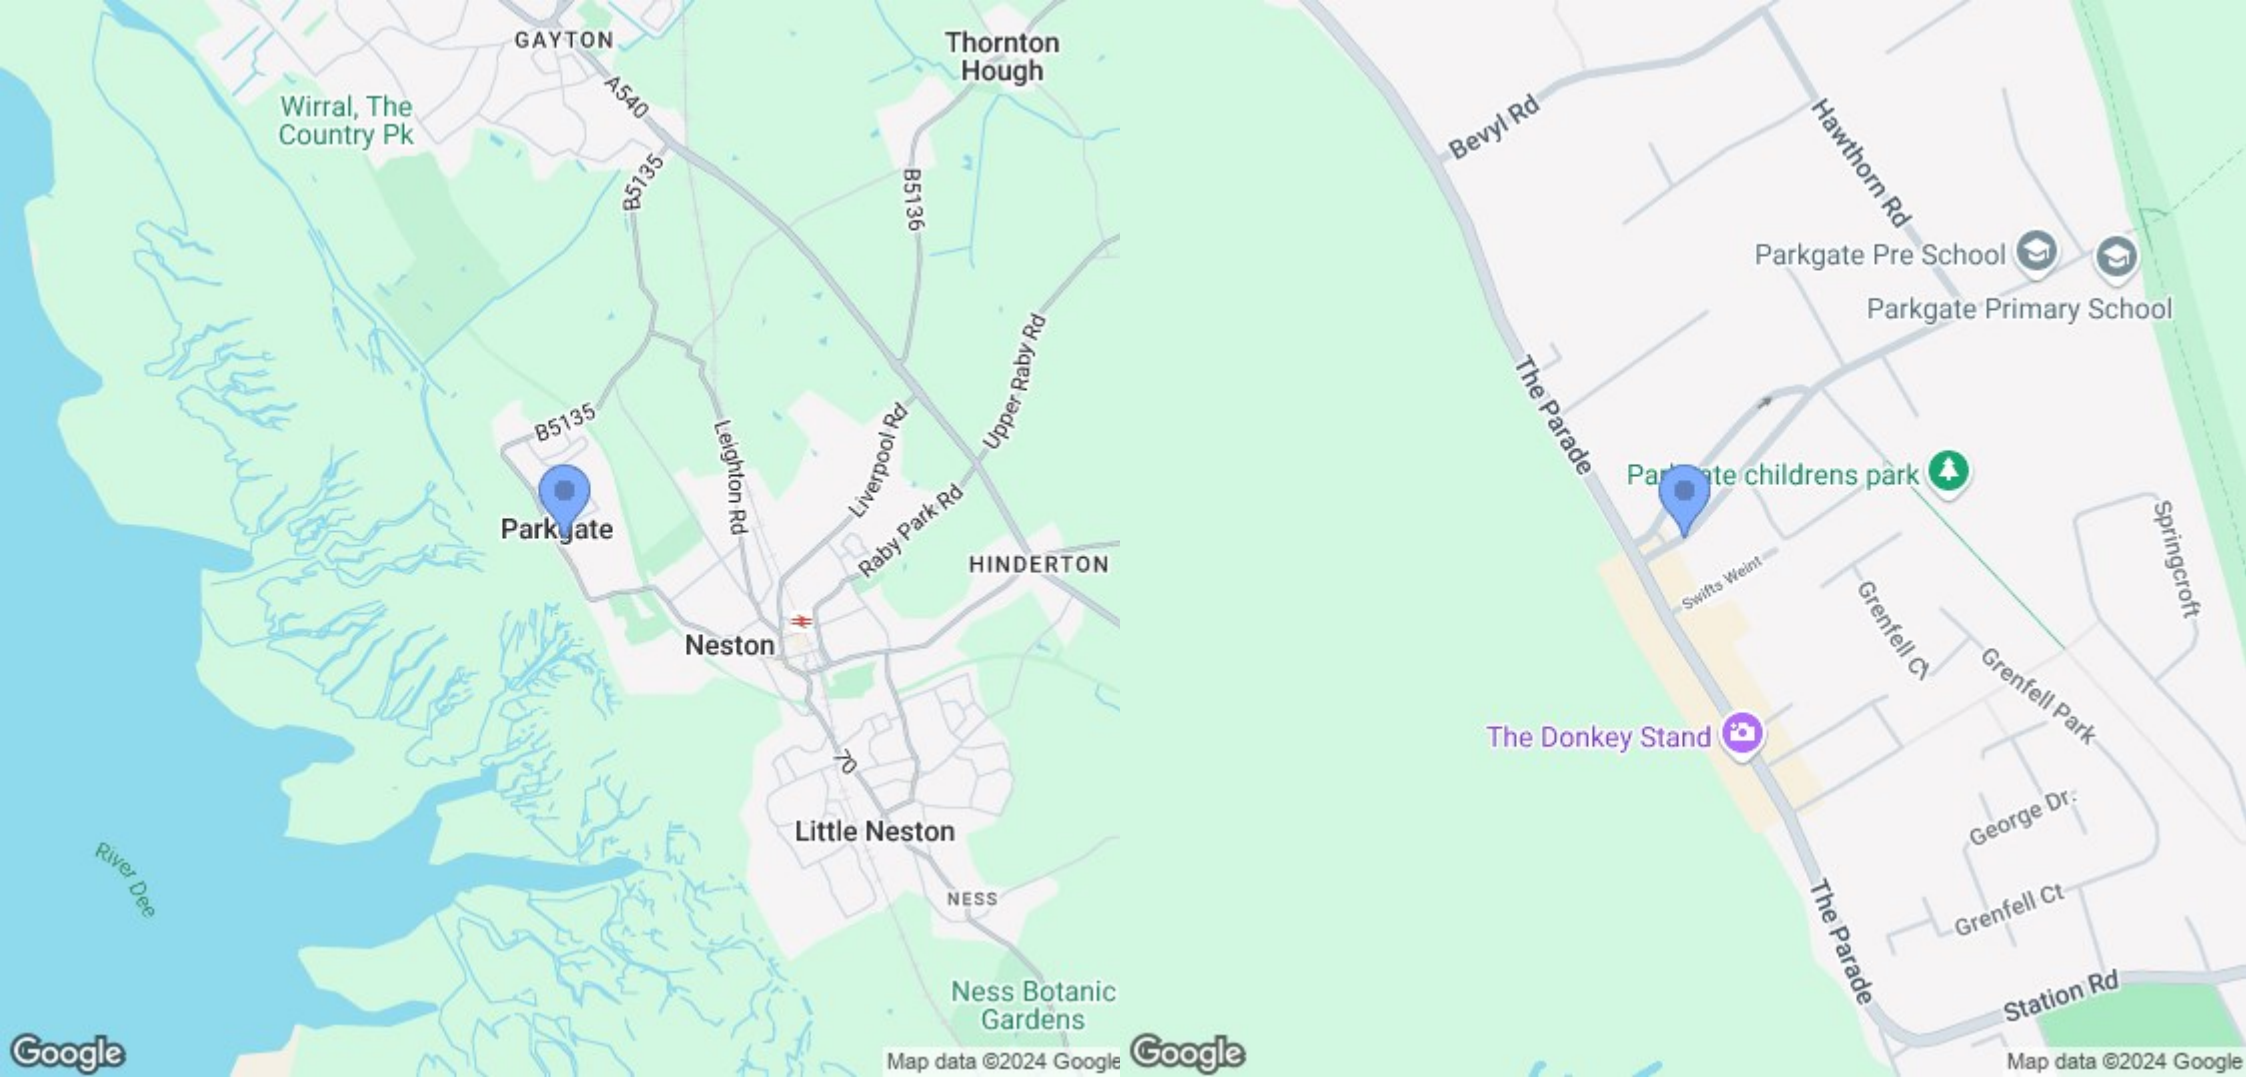 GAYTON
Thornton
Hough
A540
Wirral, The
Country Pk
B5135
B5136
Upper Raby Rd
B5135
Leighton Rd
Liverpool Rd
Raby Park Rd
Parkgate
HINDERTON
Neston
70
Little Neston
River Dee
NESS
Ness Botanic
Gardens
Google
Map data ©2024 Google
Bevyl Rd
Hawthorn Rd
Parkgate Pre School
Parkgate Primary School
The Parade
Parkgate childrens park
Springcroft
Swifts Weint
Grenfell Ct
Grenfell Park
The Donkey Stand
George Dr.
The Parade
Grenfell Ct
Station Rd
Google
Map data ©2024 Google